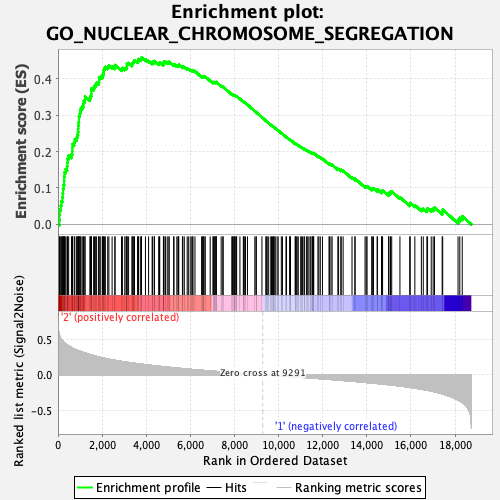 Enrichment plot:
GO_NUCLEAR_CHROMOSOME_SEGREGATION
Enrichment score (ES)
0.4
0.3
0.2
0.1
0.0
'2' (positively correlated)
Ranked list metric (Signal2Noise)
0.5
0.0
-0.5
Zero cross at 9291
'1' (negatively correlated)
0
2,000
4,000
6,000
8,000
10,000
12,000
14,000
16,000
18,000
Rank in Ordered Dataset
Enrichment profile
Hits
Ranking metric scores